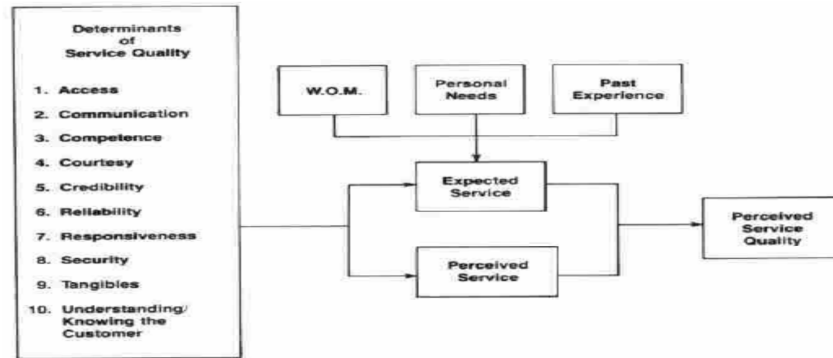 Determinants
of
Service Quality
1. Access
2. Communication
3. Competence
4. Courtesy
5. Credibility
6. Reliability
7. Responsiveness
8. Security
9. Tangibles
10. Understanding/
Knowing the
Customer
W.O.M.
Personal
Needs
Past
Experience
Expected
Service
Perceived
Service
Perceived
Service
Quality